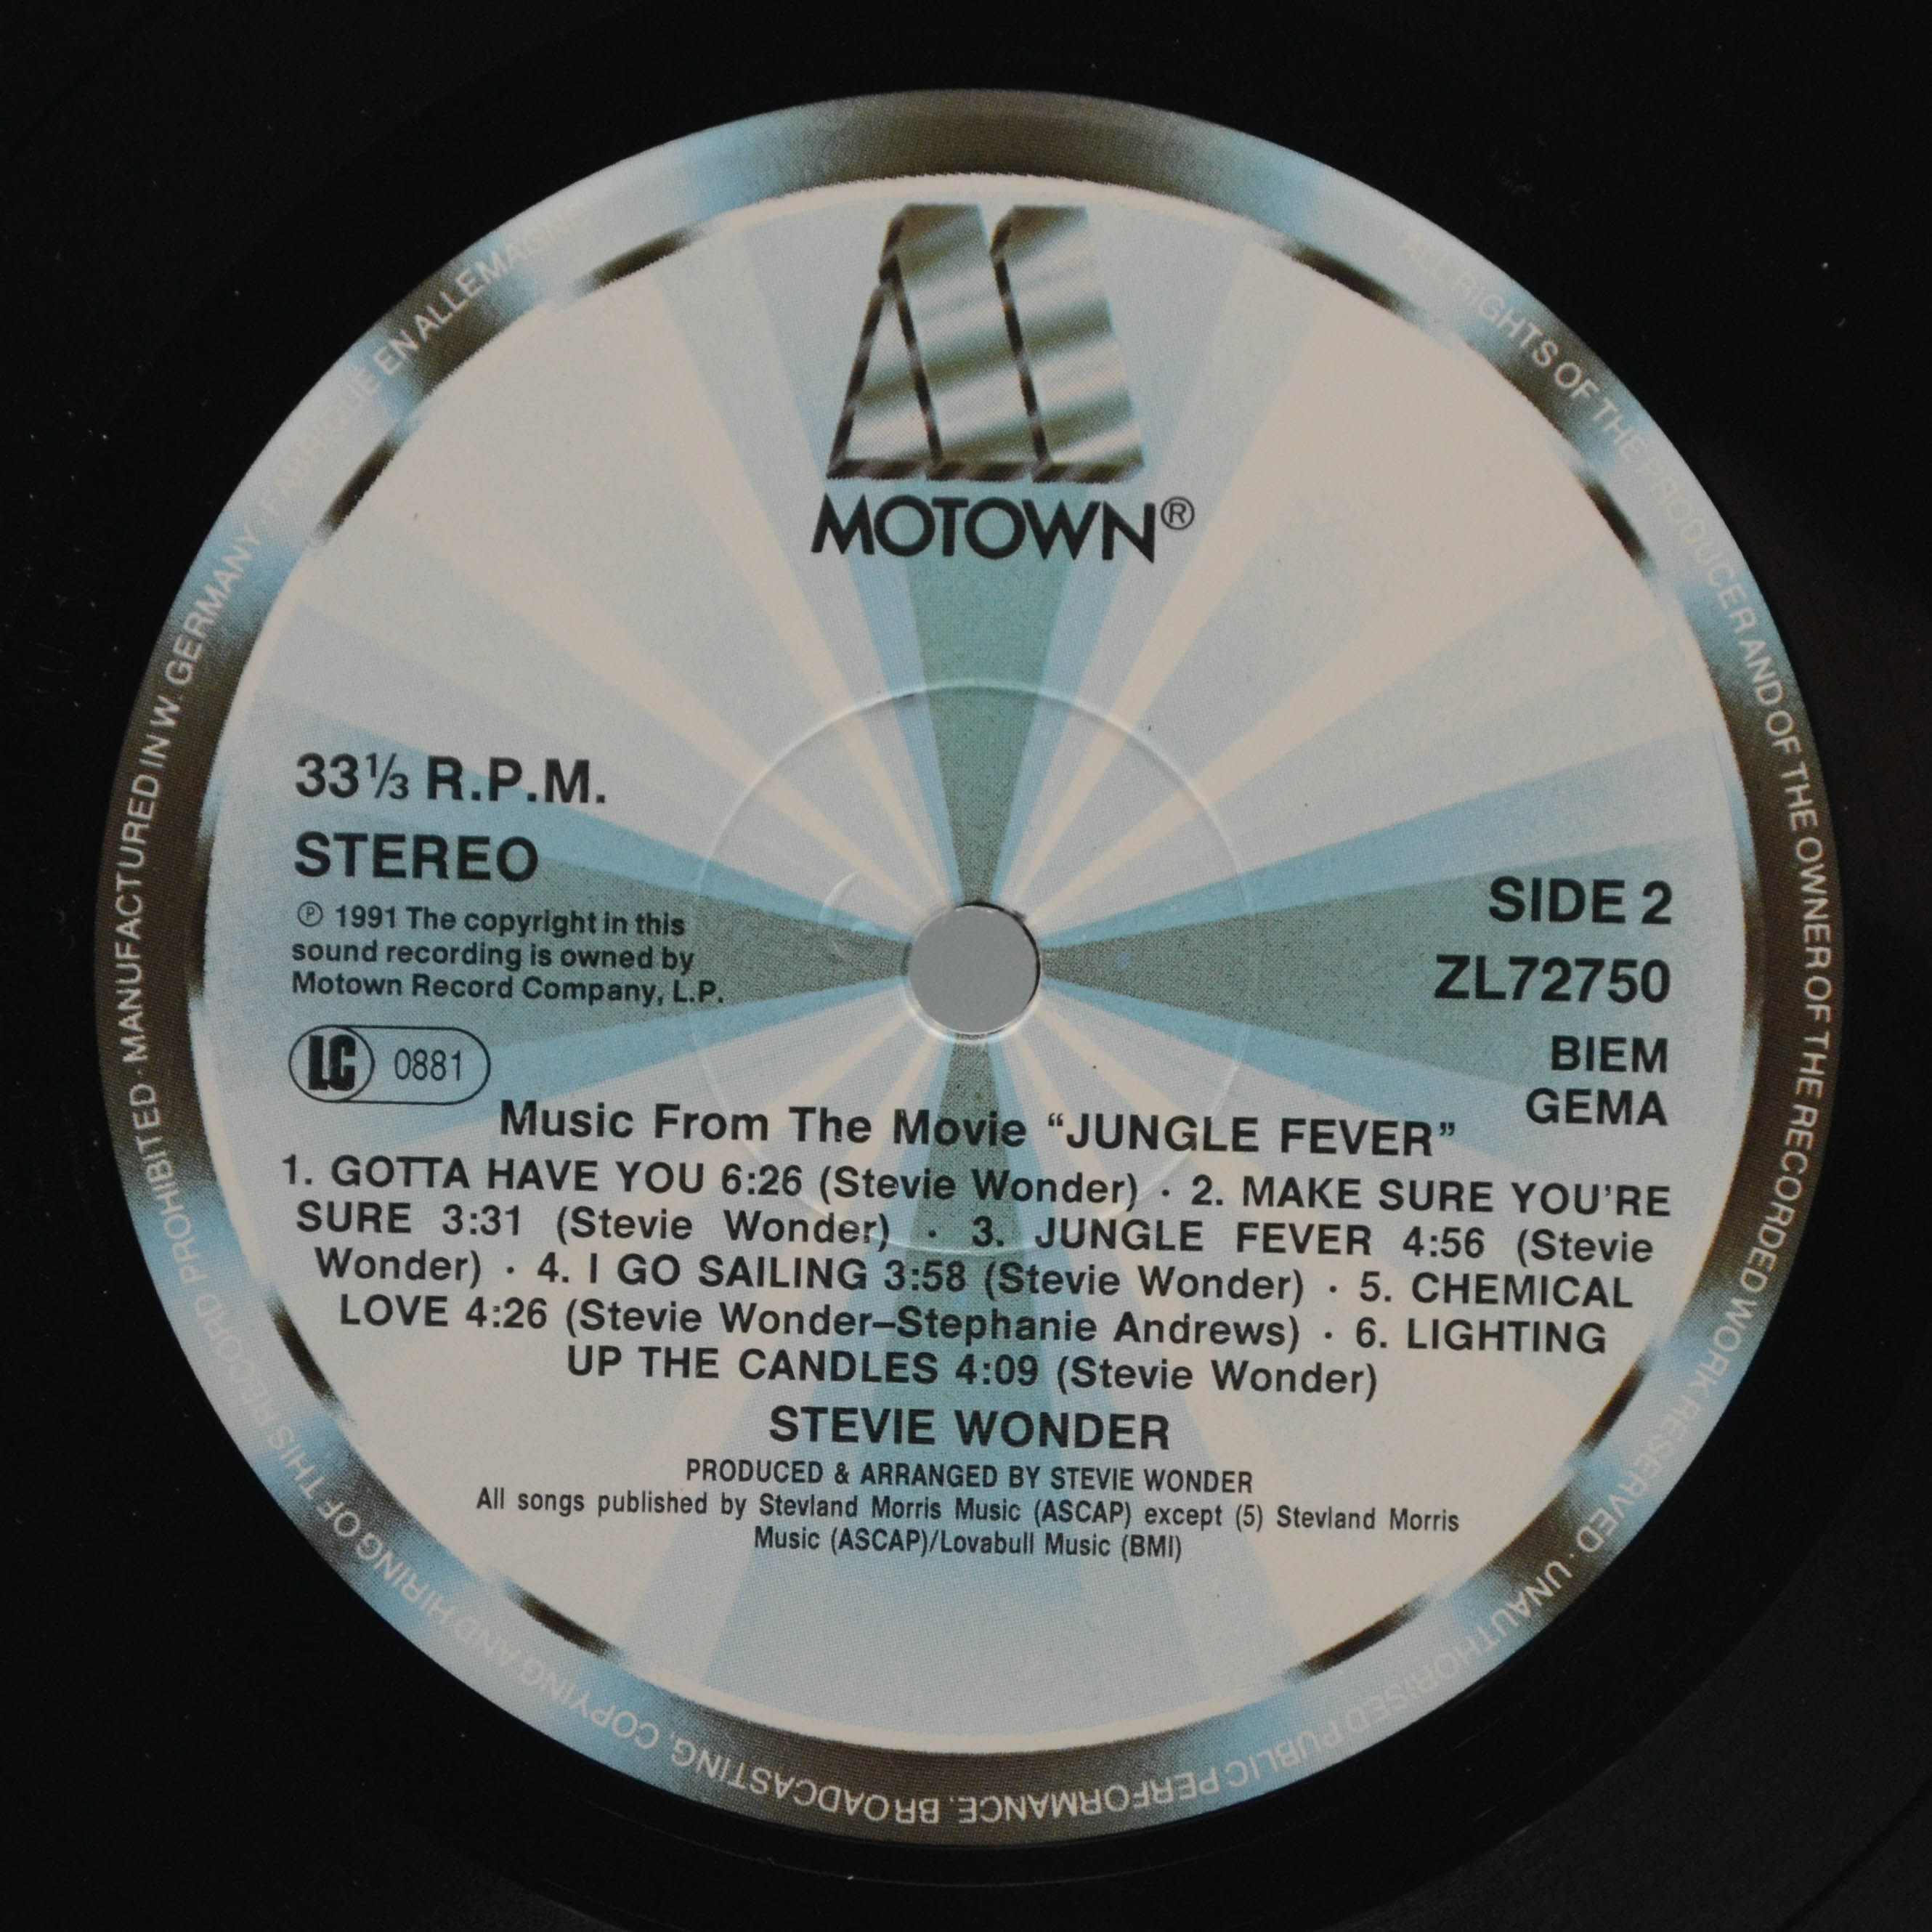 MOTOWN®
33⅓ R.P.M.
STEREO
℗ 1991 The copyright in this
sound recording is owned by
Motown Record Company, L.P.
LC 0881
SIDE 2
ZL72750
BIEM
GEMA
Music From The Movie “JUNGLE FEVER”
1. GOTTA HAVE YOU 6:26 (Stevie Wonder) · 2. MAKE SURE YOU’RE
SURE 3:31 (Stevie Wonder) · 3. JUNGLE FEVER 4:56 (Stevie
Wonder) · 4. I GO SAILING 3:58 (Stevie Wonder) · 5. CHEMICAL
LOVE 4:26 (Stevie Wonder–Stephanie Andrews) · 6. LIGHTING
UP THE CANDLES 4:09 (Stevie Wonder)
STEVIE WONDER
PRODUCED & ARRANGED BY STEVIE WONDER
All songs published by Stevland Morris Music (ASCAP) except (5) Stevland Morris
Music (ASCAP)/Lovabull Music (BMI)
ALL RIGHTS OF THE PRODUCER AND OF THE OWNER OF THE RECORDED WORK RESERVED · UNAUTHORISED PUBLIC PERFORMANCE, BROADCASTING, COPYING AND HIRING OF THIS RECORD PROHIBITED · MANUFACTURED IN W. GERMANY · FABRIQUÉ EN ALLEMAGNE